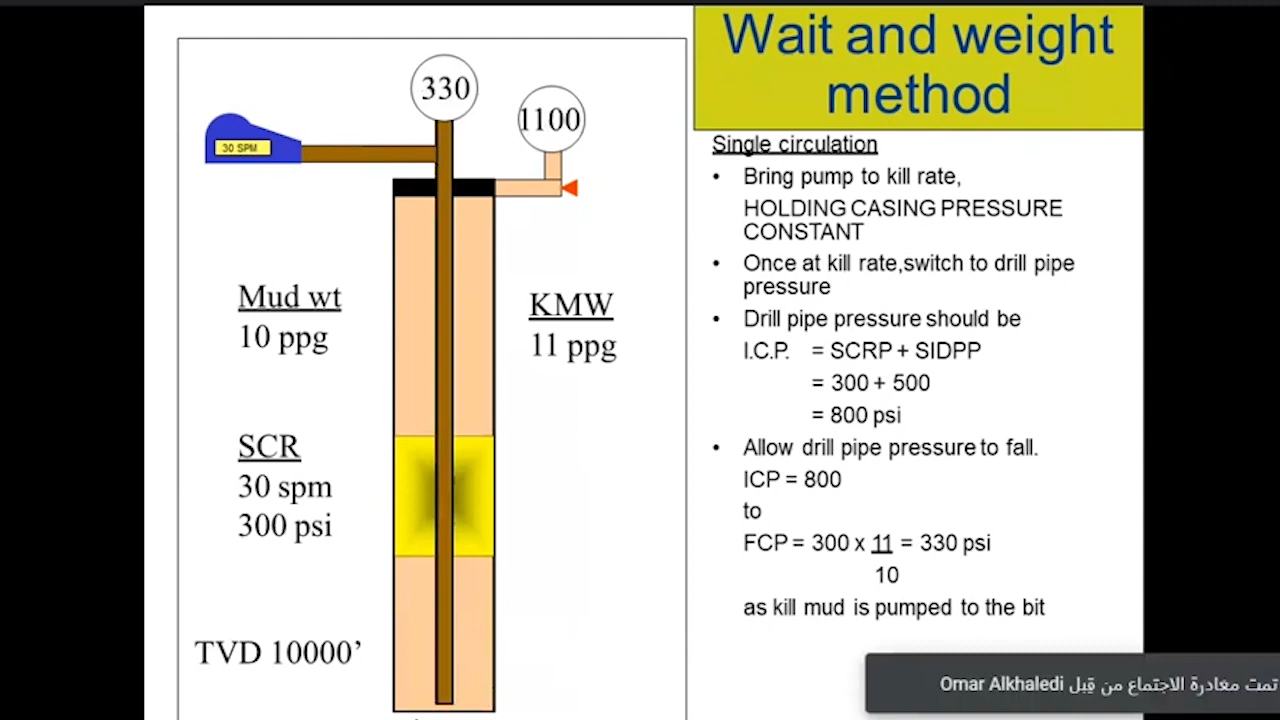 Wait and weight
method
330
1100
30 SPM
Mud wt
10 ppg
KMW
11 ppg
SCR
30 spm
300 psi
TVD 10000’
Single circulation
• Bring pump to kill rate,
HOLDING CASING PRESSURE
CONSTANT
• Once at kill rate,switch to drill pipe
pressure
• Drill pipe pressure should be
I.C.P. = SCRP + SIDPP
= 300 + 500
= 800 psi
• Allow drill pipe pressure to fall.
ICP = 800
to
FCP = 300 x 11 = 330 psi
10
as kill mud is pumped to the bit
تمت مغادرة الاجتماع من قِبل Omar Alkhaledi